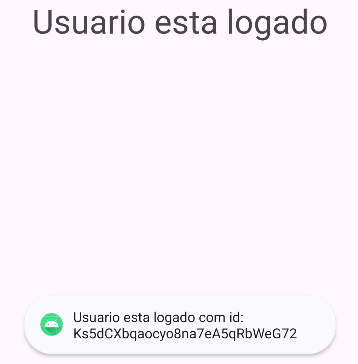 Usuario esta logado
Usuario esta logado com id:
Ks5dCXbqaocyo8na7eA5qRbWeG72